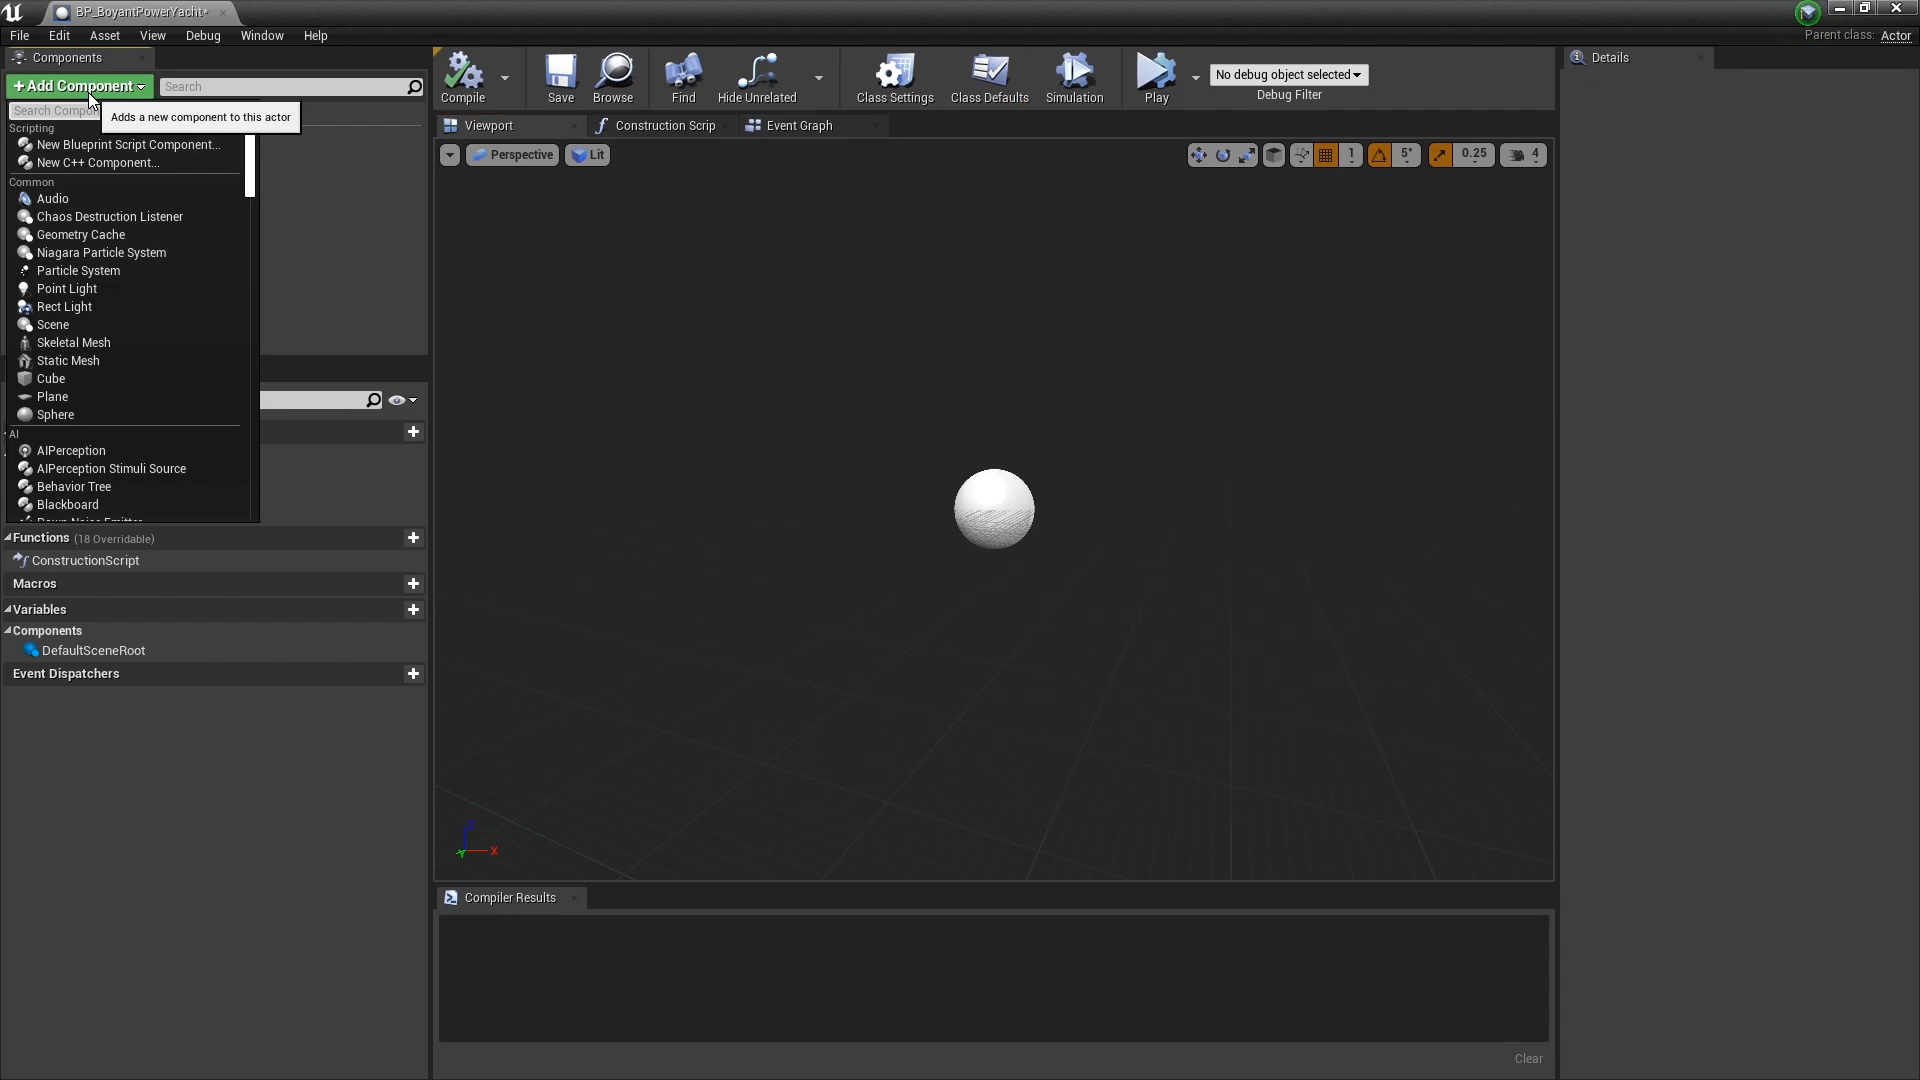 BP_BoyantPowerYacht*
File Edit Asset View Debug Window Help
Parent class: Actor
Components
+Add Component
Search
Search Compon
Adds a new component to this actor
Scripting
New Blueprint Script Component...
New C++ Component...
Common
Audio
Chaos Destruction Listener
Geometry Cache
Niagara Particle System
Particle System
Point Light
Rect Light
Scene
Skeletal Mesh
Static Mesh
Cube
Plane
Sphere
AI
AIPerception
AIPerception Stimuli Source
Behavior Tree
Blackboard
Functions (18 Overridable)
ConstructionScript
Macros
Variables
Components
DefaultSceneRoot
Event Dispatchers
Compile
Save
Browse
Find
Hide Unrelated
Class Settings
Class Defaults
Simulation
Play
No debug object selected
Debug Filter
Viewport
Construction Scrip
Event Graph
Perspective
Lit
1
5°
0.25
4
Z
X
Y
Compiler Results
Clear
Details